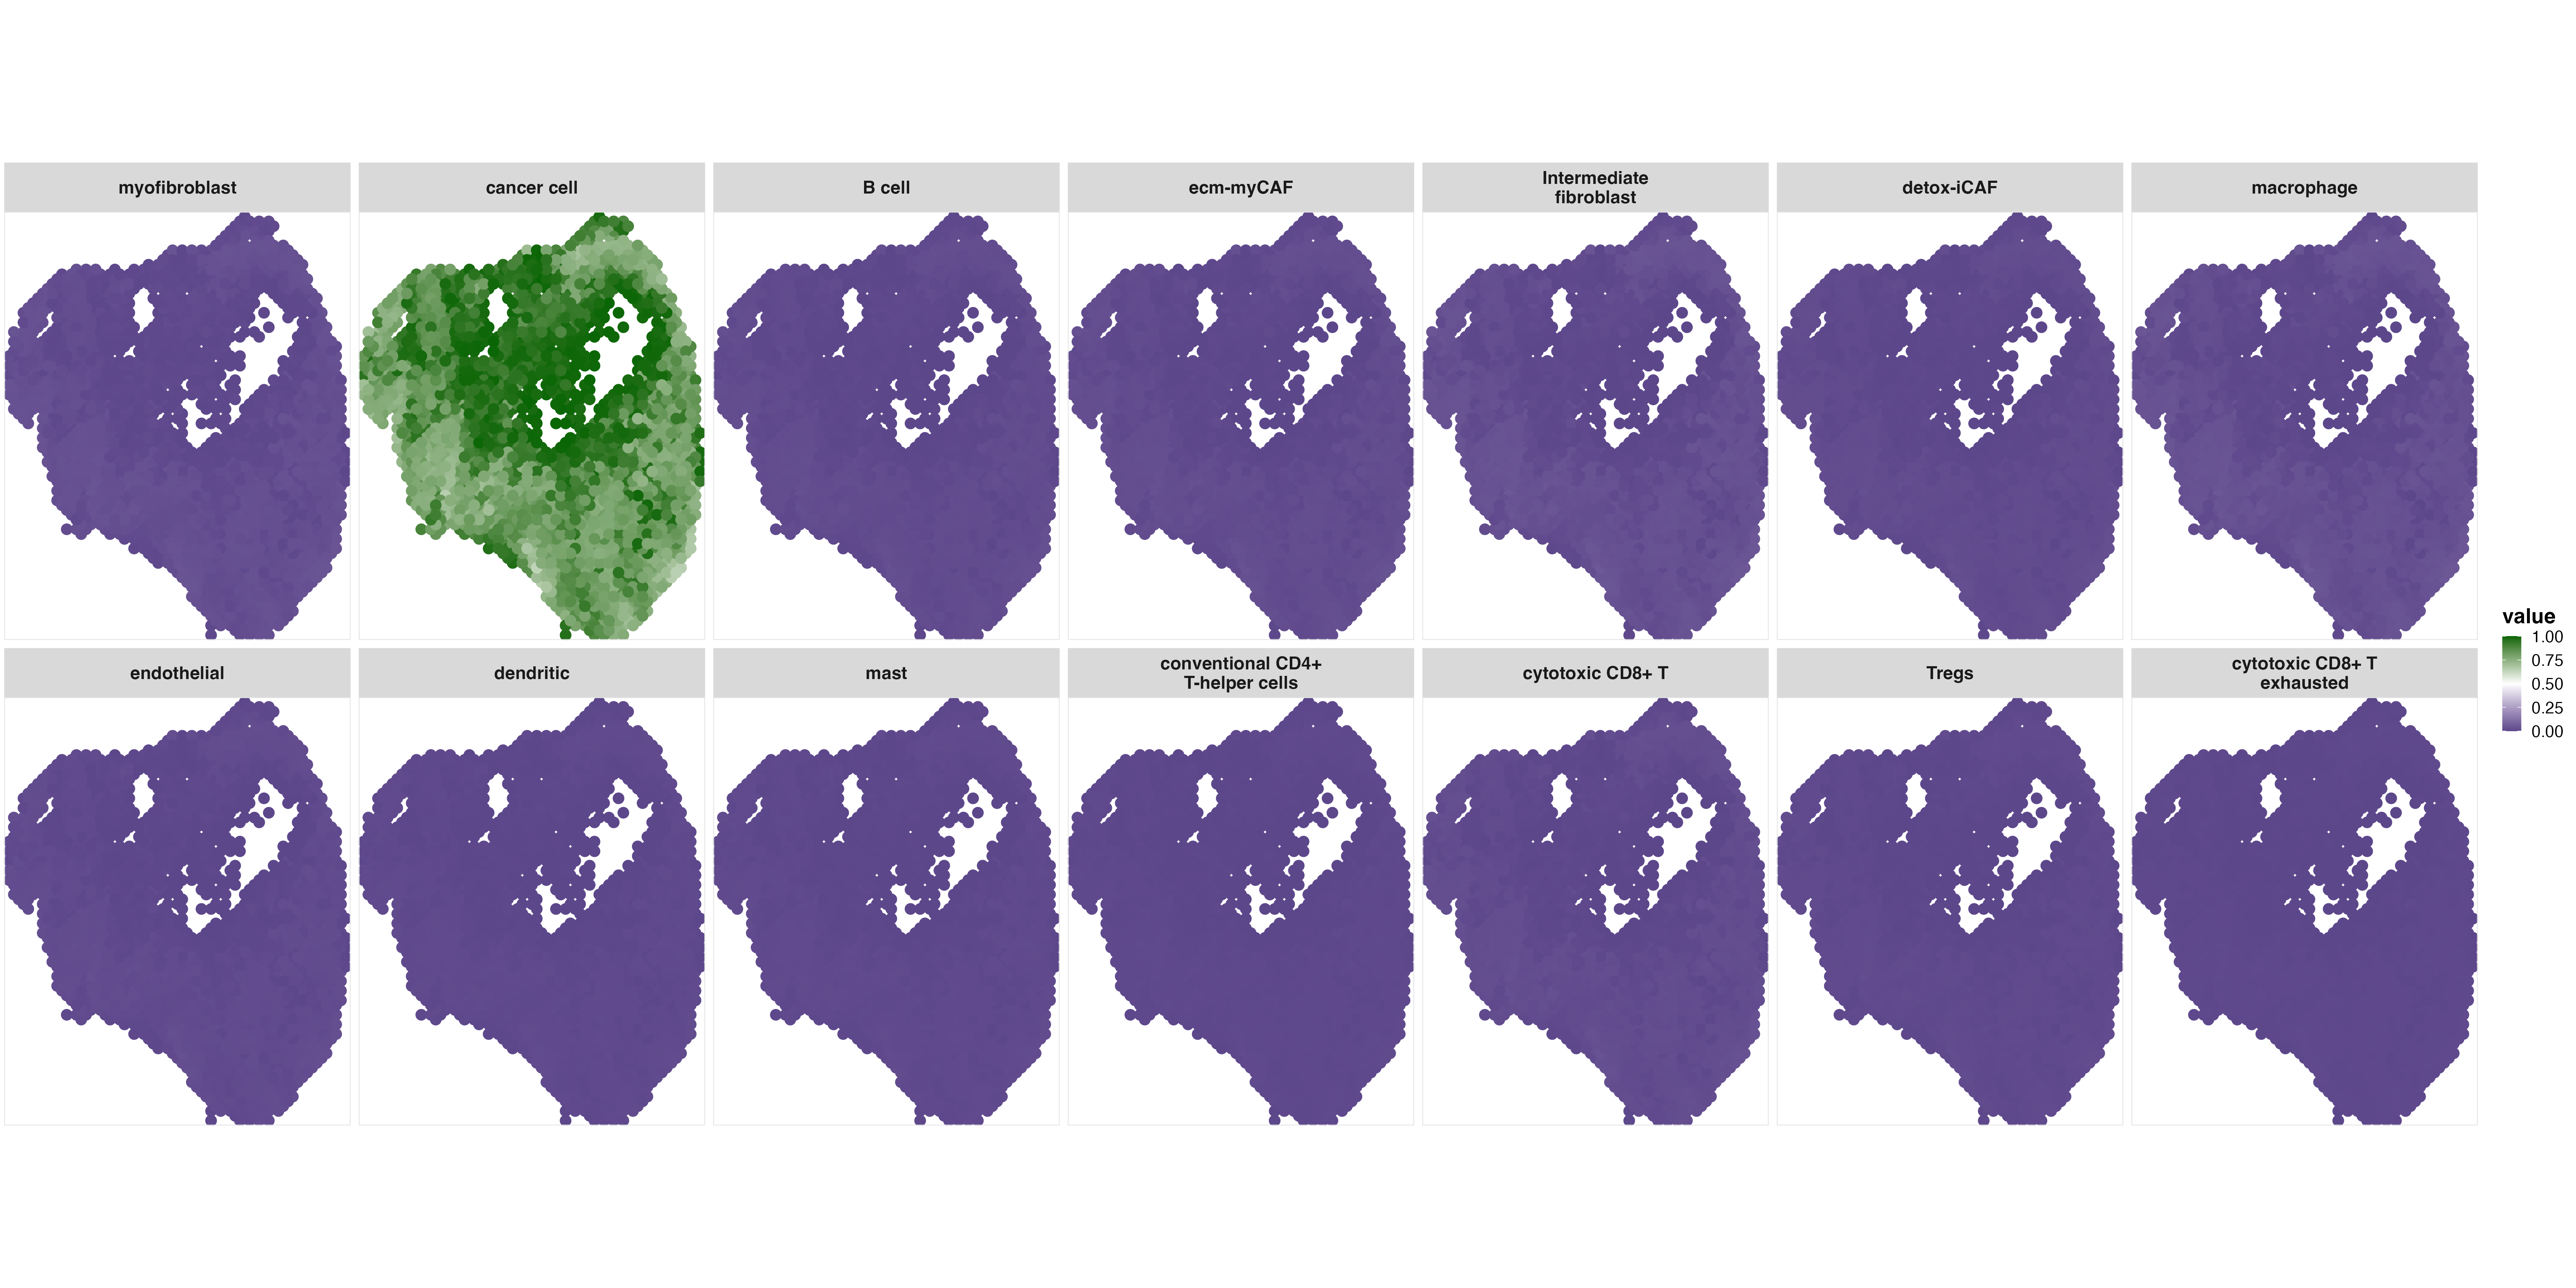 myofibroblast
cancer cell
B cell
ecm-myCAF
Intermediate
fibroblast
detox-iCAF
macrophage
endothelial
dendritic
mast
conventional CD4+
T-helper cells
cytotoxic CD8+ T
Tregs
cytotoxic CD8+ T
exhausted
value
1.00
0.75
0.50
0.25
0.00